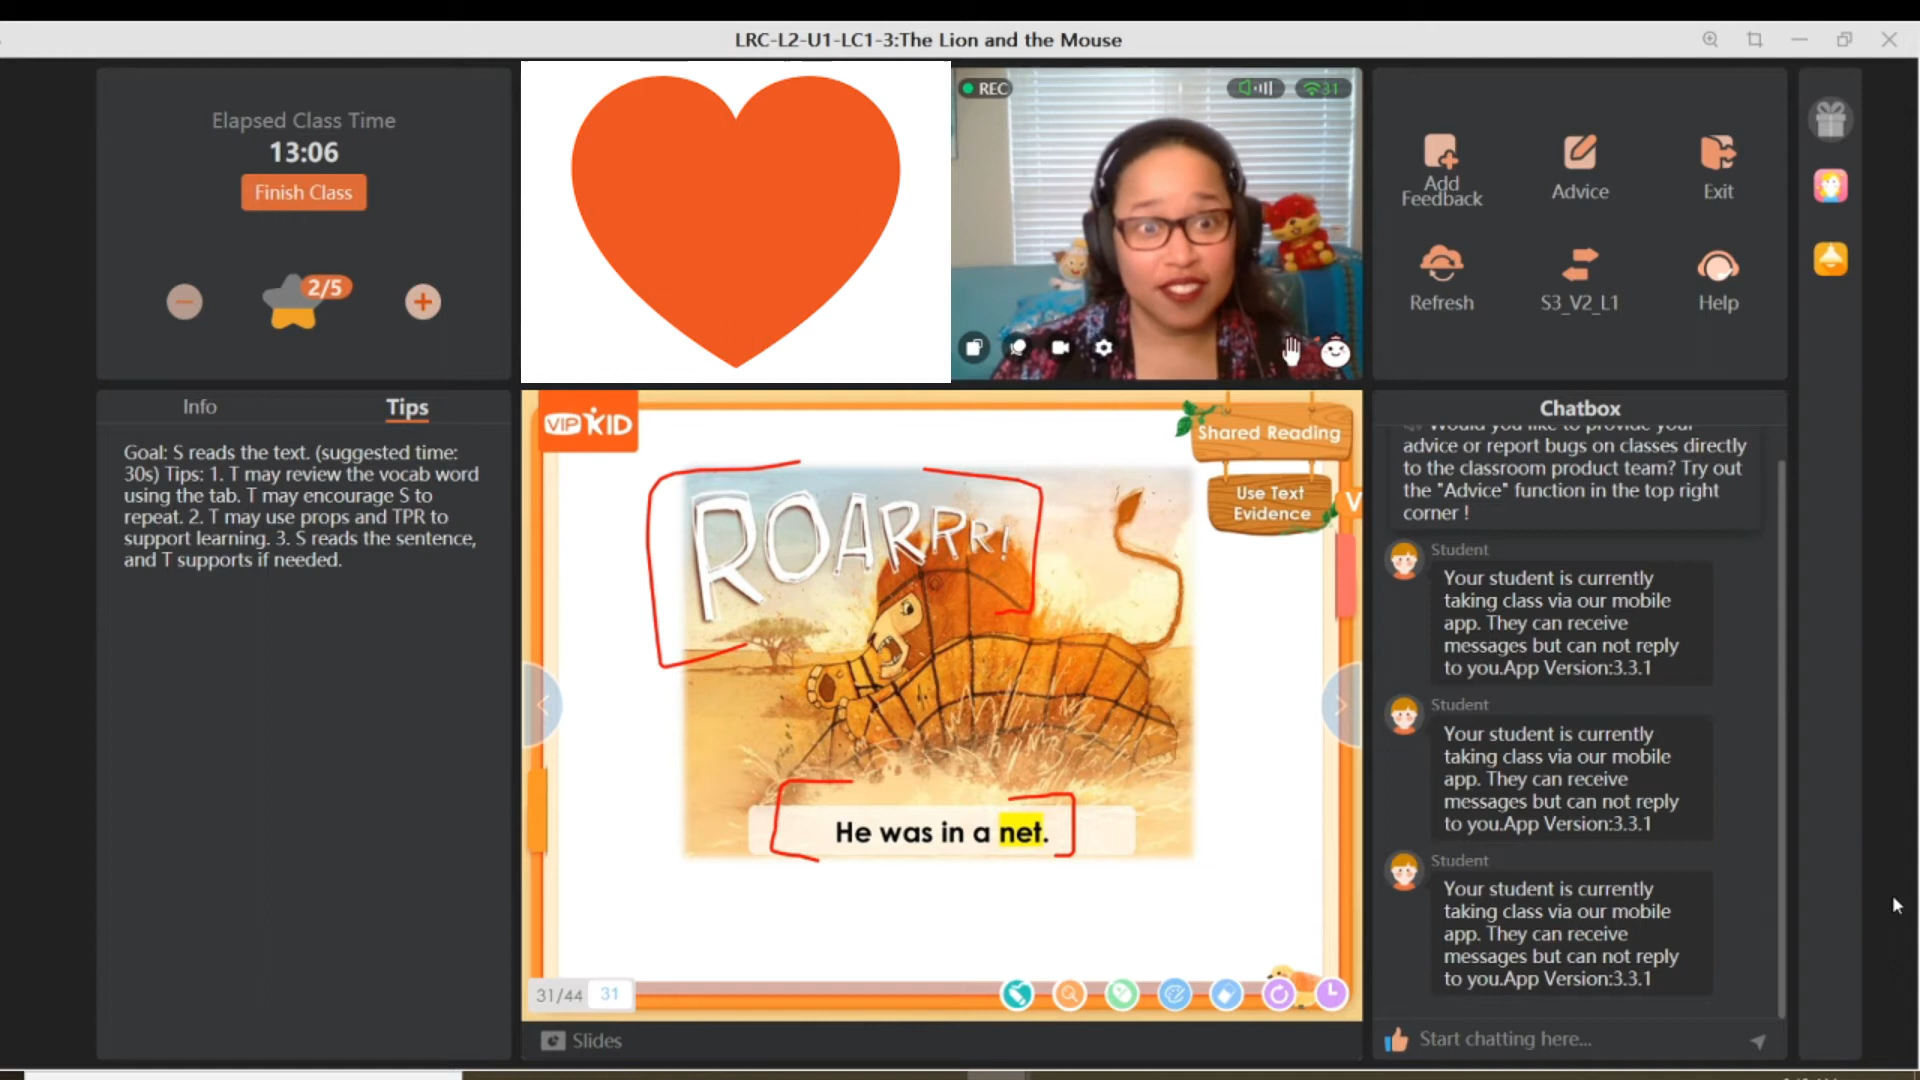 LRC-L2-U1-LC1-3:The Lion and the Mouse
Elapsed Class Time
13:06
Finish Class
2/5
REC
31
Add
Feedback
Advice
Exit
Refresh
S3_V2_L1
Help
Info
Tips
Goal: S reads the text. (suggested time:
30s) Tips: 1. T may review the vocab word
using the tab. T may encourage S to
repeat. 2. T may use props and TPR to
support learning. 3. S reads the sentence,
and T supports if needed.
VIPKID
Shared Reading
Use Text
Evidence
V
ROARRR!
He was in a net.
31/44
31
Slides
Chatbox
Would you like to provide your
advice or report bugs on classes directly
to the classroom product team? Try out
the "Advice" function in the top right
corner !
Student
Your student is currently
taking class via our mobile
app. They can receive
messages but can not reply
to you.App Version:3.3.1
Student
Your student is currently
taking class via our mobile
app. They can receive
messages but can not reply
to you.App Version:3.3.1
Student
Your student is currently
taking class via our mobile
app. They can receive
messages but can not reply
to you.App Version:3.3.1
Start chatting here...